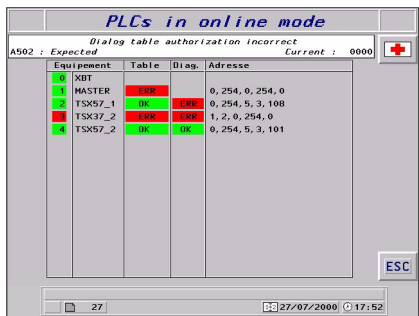 PLCs in online mode
Dialog table authorization incorrect
A502 : Expected Current : 0000
Equipement Table Diag. Adresse
0 XBT
1 MASTER ERR 0,254,0,254,0
2 TSX57_1 OK ERR 0,254,5,3,108
3 TSX37_2 ERR ERR 1,2,0,254,0
4 TSX57_2 OK OK 0,254,5,3,101
ESC
27 27/07/2000 17:52